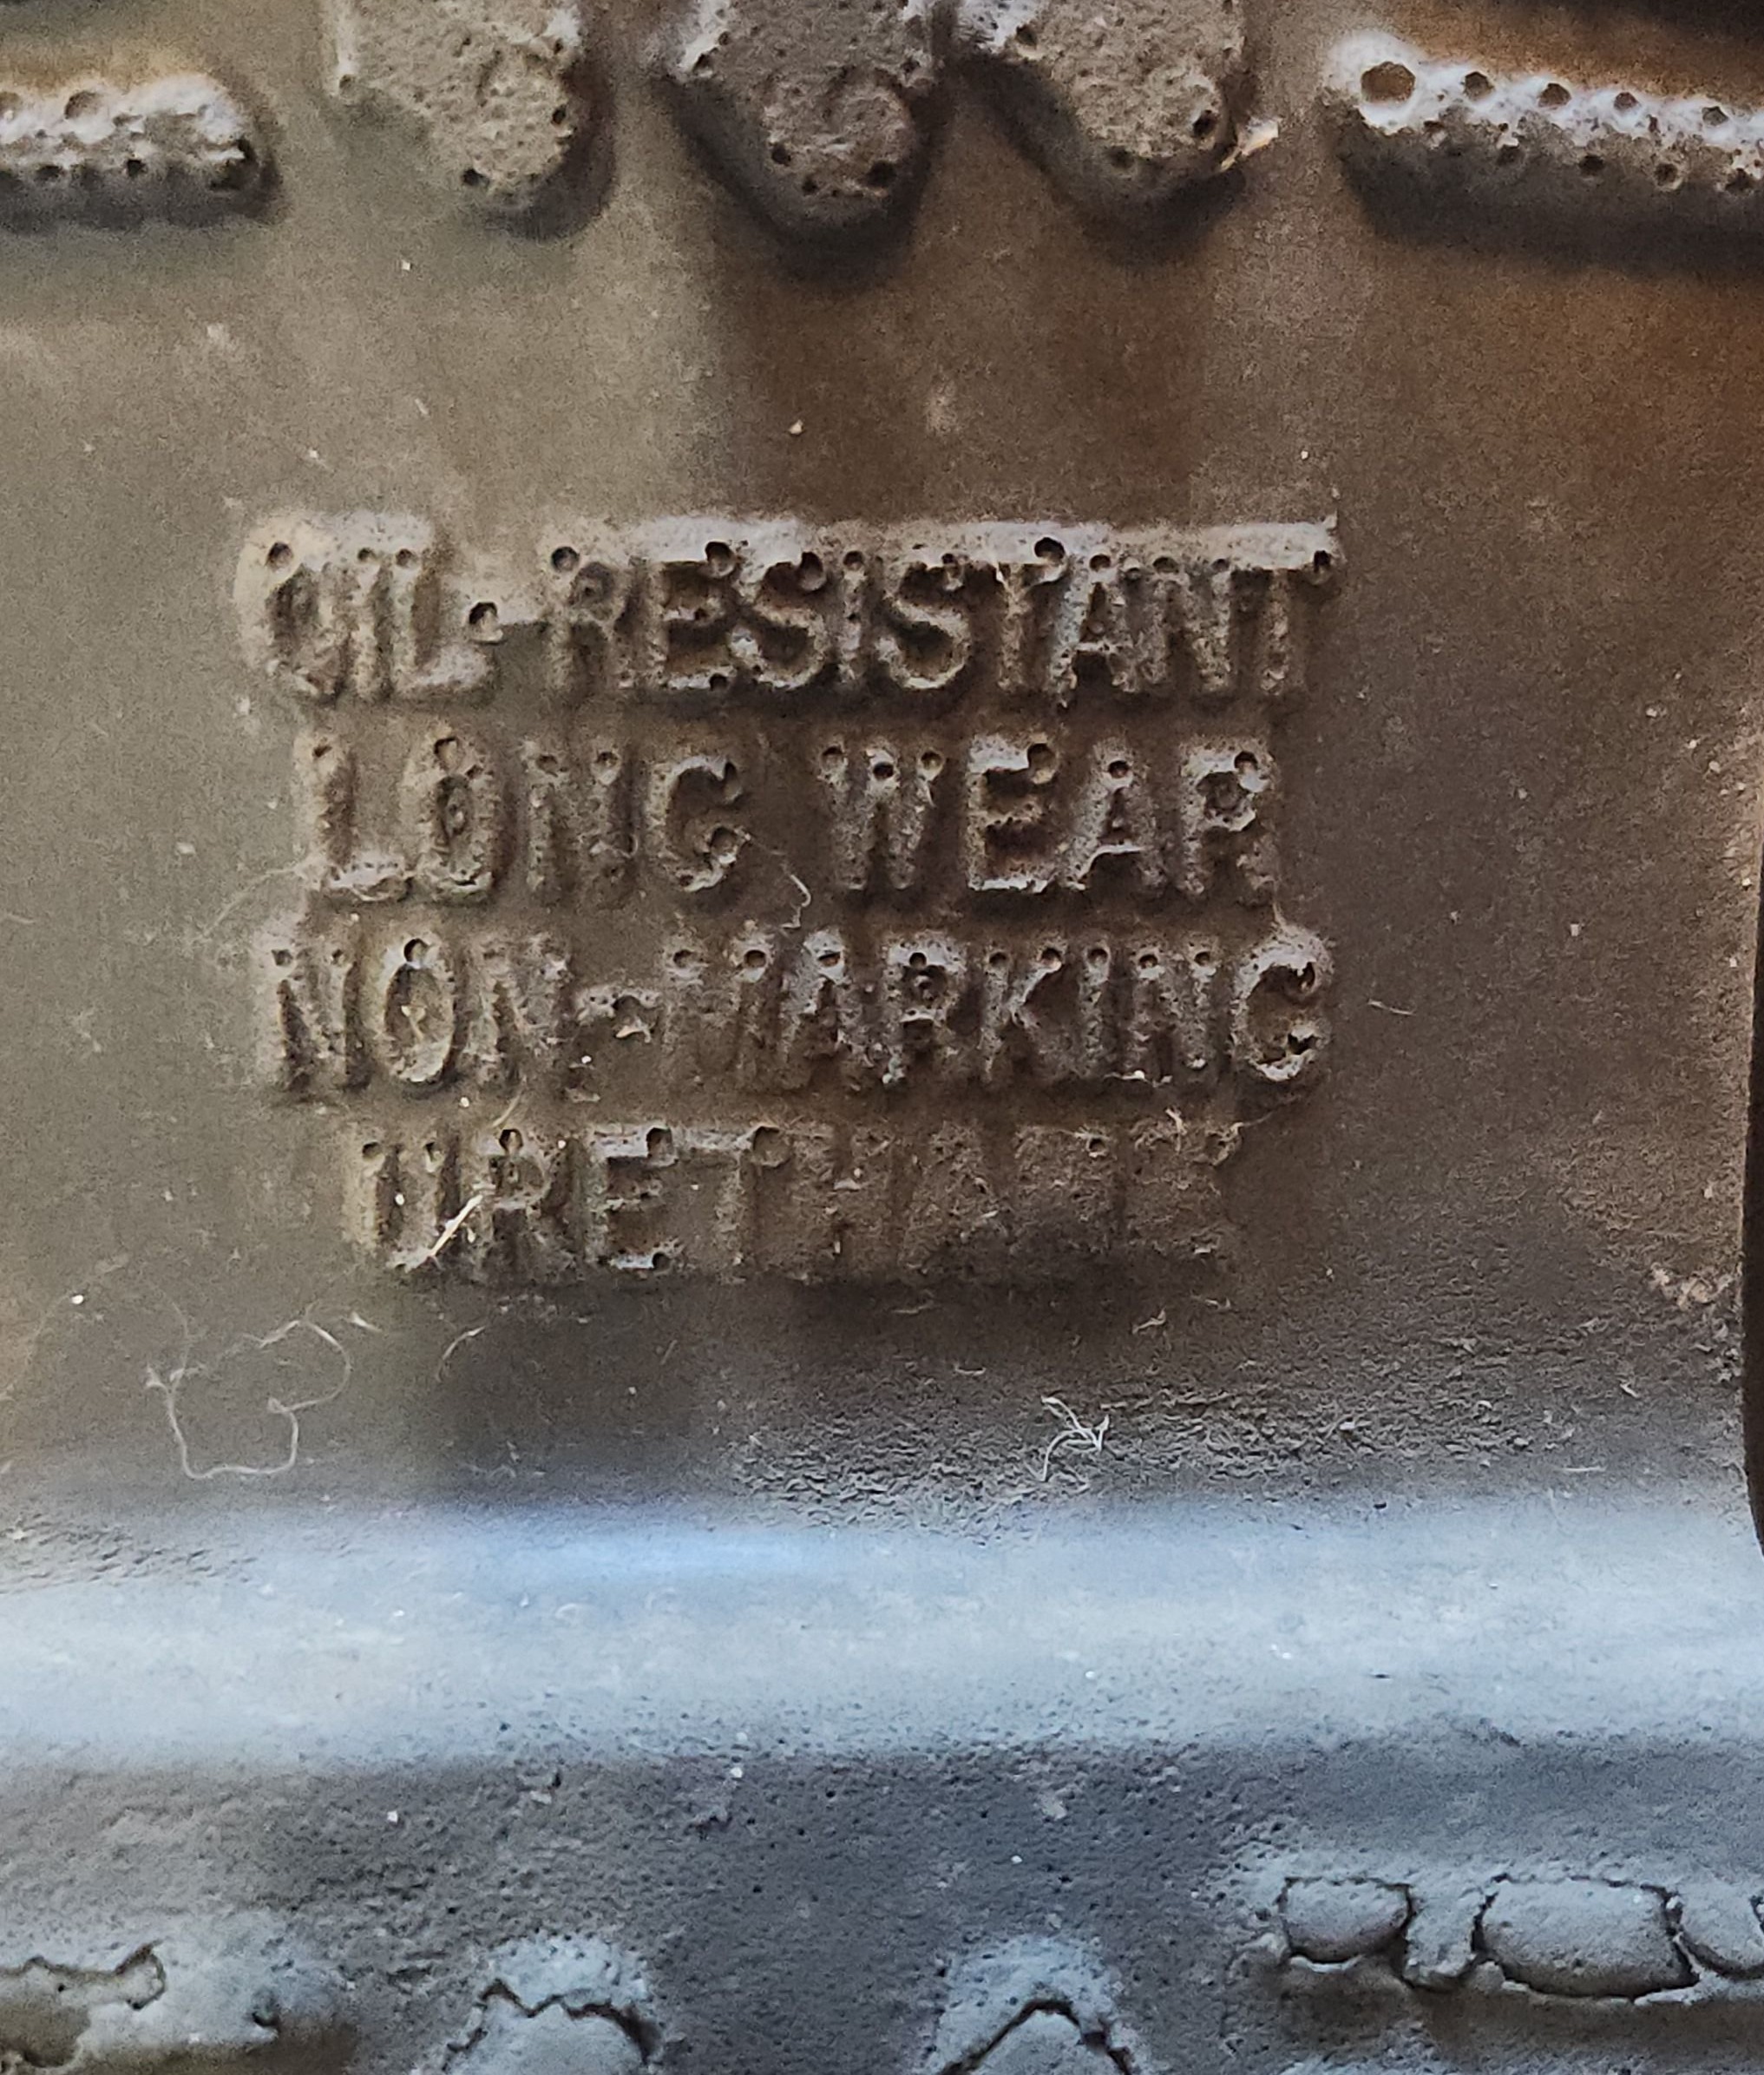 OIL-RESISTANT
LONG WEAR
NON-MARKING
URETHANE